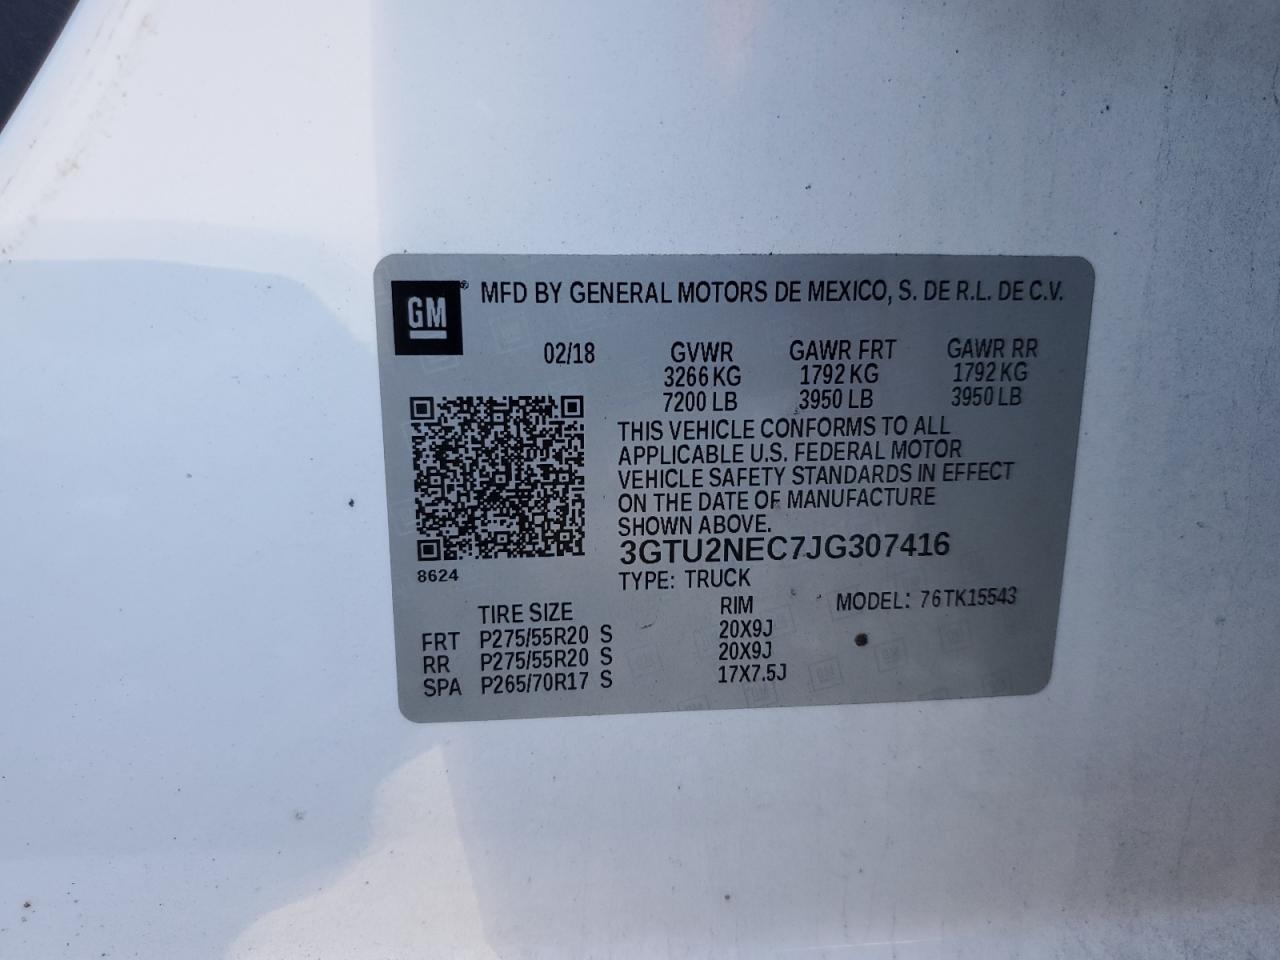 GM® MFD BY GENERAL MOTORS DE MEXICO, S. DE R.L. DE C.V.
02/18 GVWR GAWR FRT GAWR RR
3266 KG 1792 KG 1792 KG
7200 LB 3950 LB 3950 LB
THIS VEHICLE CONFORMS TO ALL
APPLICABLE U.S. FEDERAL MOTOR
VEHICLE SAFETY STANDARDS IN EFFECT
ON THE DATE OF MANUFACTURE
SHOWN ABOVE.
3GTU2NEC7JG307416
8624 TYPE: TRUCK
TIRE SIZE RIM MODEL: 76TK15543
FRT P275/55R20 S 20X9J
RR P275/55R20 S 20X9J
SPA P265/70R17 S 17X7.5J